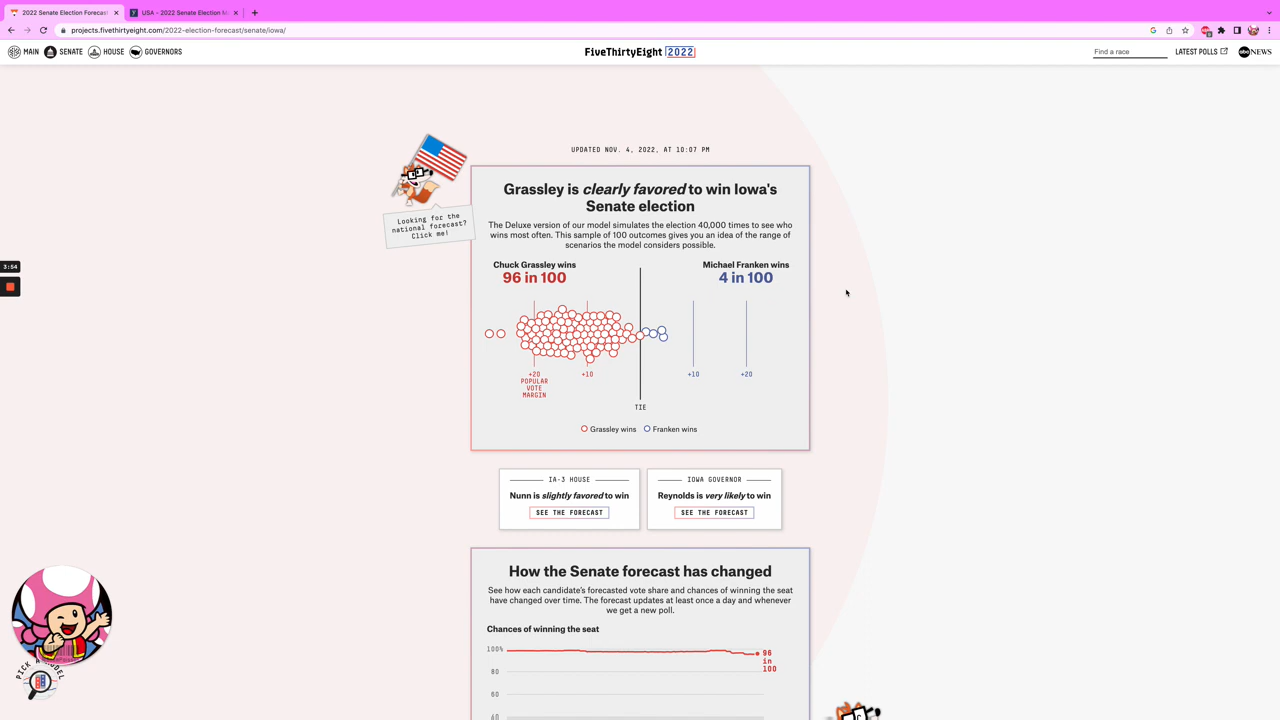 2022 Senate Election Forecast
USA - 2022 Senate Election M
projects.fivethirtyeight.com/2022-election-forecast/senate/iowa/
MAIN SENATE HOUSE GOVERNORS
FiveThirtyEight 2022
Find a race
LATEST POLLS
abc NEWS
UPDATED NOV. 4, 2022, AT 10:07 PM
Looking for the
national forecast?
Click me!
Grassley is clearly favored to win Iowa's
Senate election
The Deluxe version of our model simulates the election 40,000 times to see who
wins most often. This sample of 100 outcomes gives you an idea of the range of
scenarios the model considers possible.
Chuck Grassley wins
96 in 100
Michael Franken wins
4 in 100
+20
POPULAR
VOTE
MARGIN
+10
+10
+20
TIE
Grassley wins Franken wins
3:54
IA-3 HOUSE
Nunn is slightly favored to win
SEE THE FORECAST
IOWA GOVERNOR
Reynolds is very likely to win
SEE THE FORECAST
How the Senate forecast has changed
See how each candidate's forecasted vote share and chances of winning the seat
have changed over time. The forecast updates at least once a day and whenever
we get a new poll.
Chances of winning the seat
100%
96
in
100
80
60
40